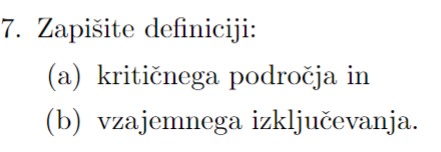 7. Zapišite definiciji:
(a) kritičnega področja in
(b) vzajemnega izključevanja.